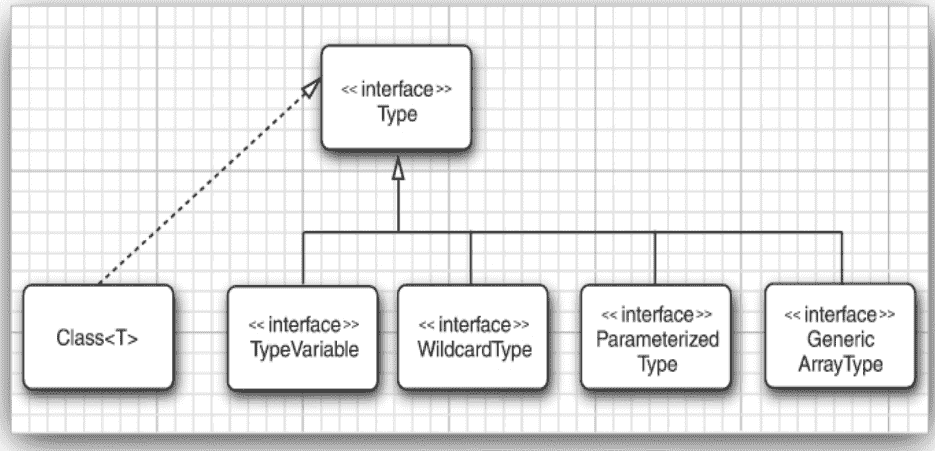 << interface >>
Type
Class<T>
<< interface >>
TypeVariable
<< interface >>
WildcardType
<< interface >>
Parameterized
Type
<< interface >>
Generic
ArrayType